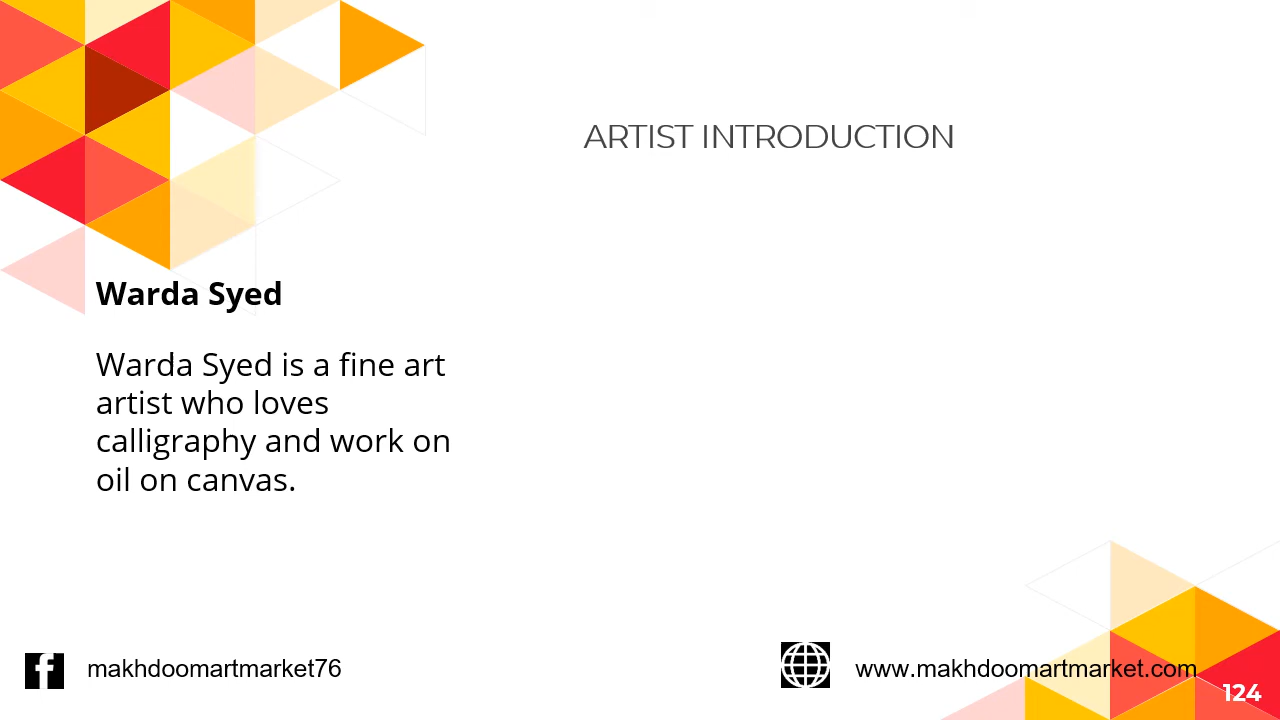 ARTIST INTRODUCTION
Warda Syed
Warda Syed is a fine art
artist who loves
calligraphy and work on
oil on canvas.
makhdoomartmarket76
www.makhdoomartmarket.com
124